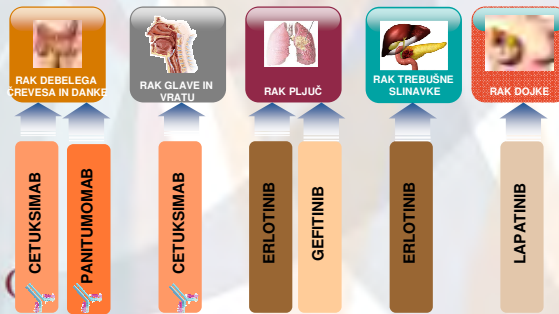 RAK DEBELEGA
ČREVESA IN DANKE
RAK GLAVE IN
VRATU
RAK PLJUČ
RAK TREBUŠNE
SLINAVKE
RAK DOJKE
CETUKSIMAB
PANITUMOMAB
CETUKSIMAB
ERLOTINIB
GEFITINIB
ERLOTINIB
LAPATINIB